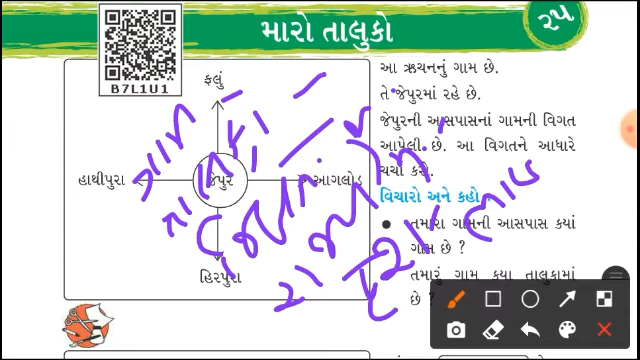 મારો તાલુકો
૨૫
B7L1U1
ફલું
હાથીપુરા
જેપુર
આગલોડ
હિરપુરા
આ ઋચનનું ગામ છે.
તે જેપુરમાં રહે છે.
જેપુરની આસપાસનાં ગામની વિગત
આપેલી છે. આ વિગતને આધારે
ચર્ચા કરો.
વિચારો અને કહો :
● તમારા ગામની આસપાસ ક્યાં
ગામ છે ?
● તમારું ગામ કયા તાલુકામાં
છે ?
ગામ
તાલુકો
જિલ્લો
રાજ્ય